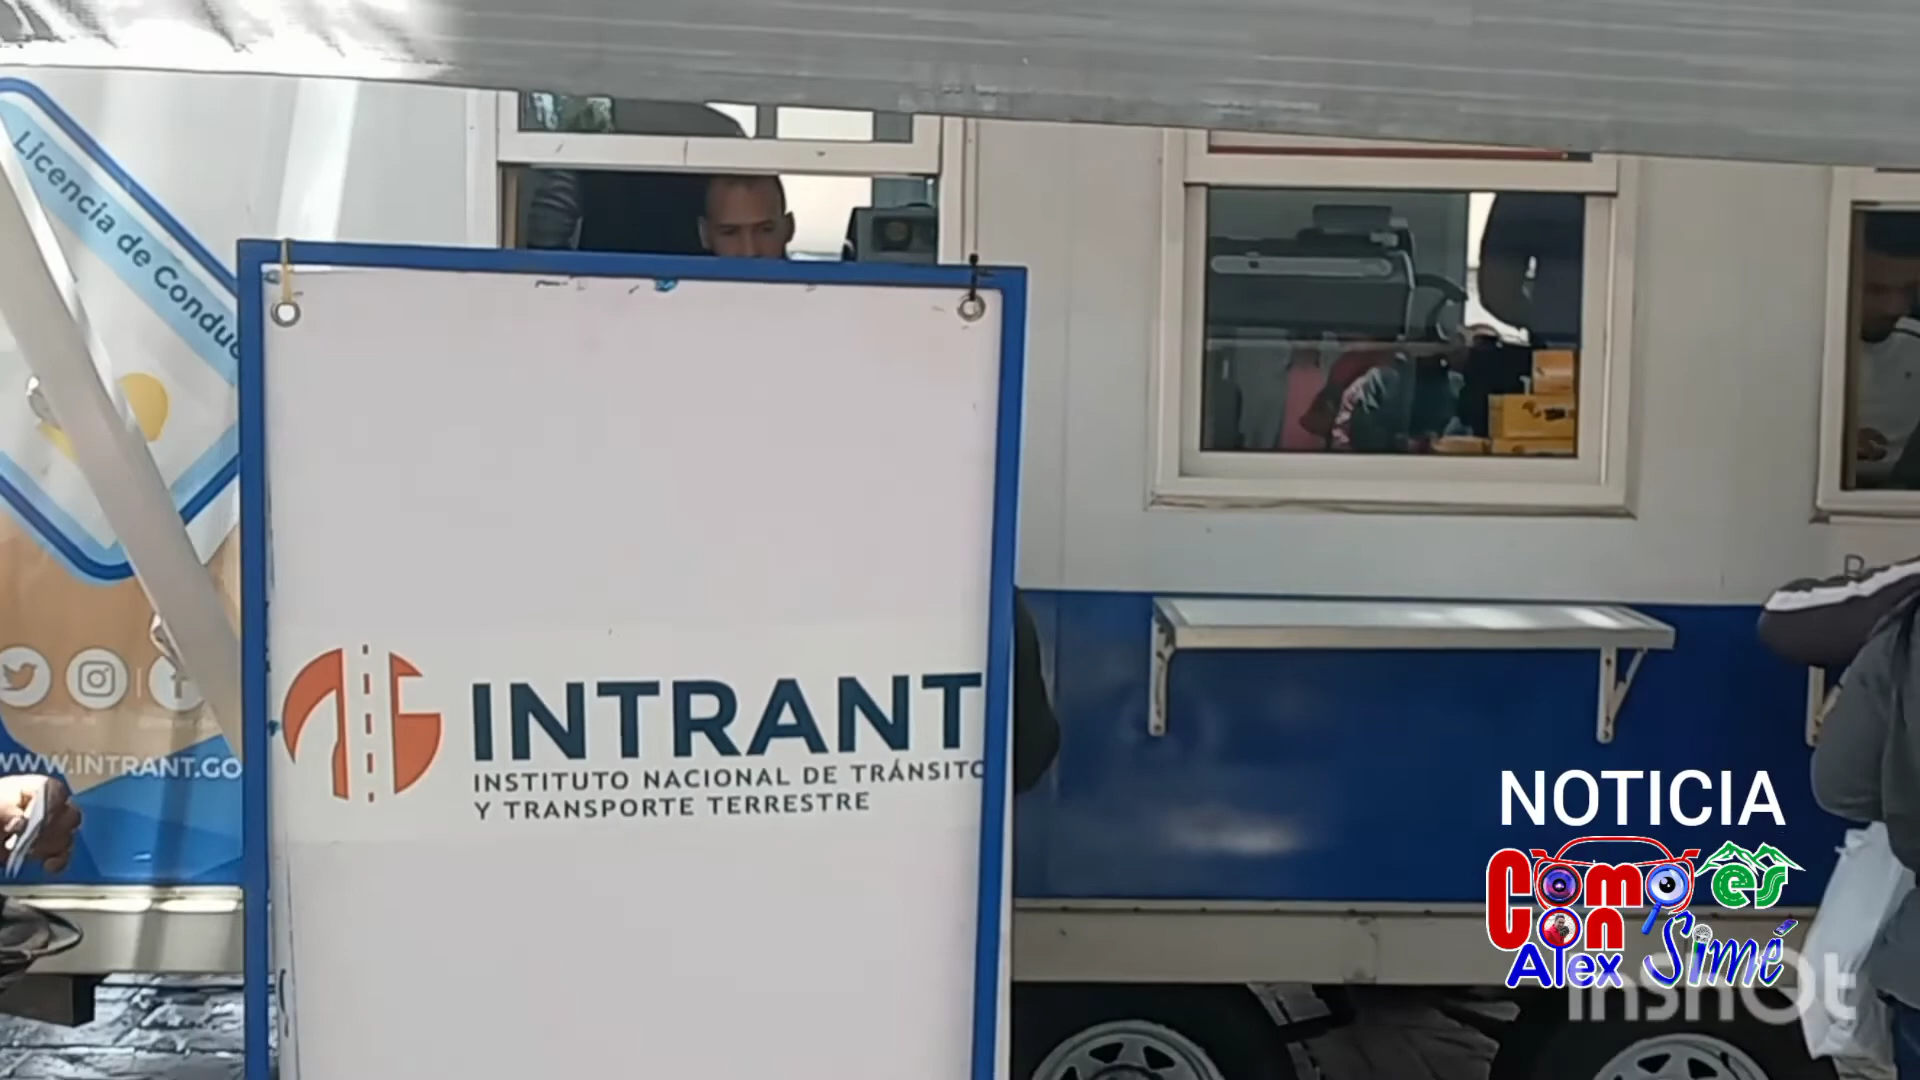 Licencia de Conduc
WWW.INTRANT.GO
INTRANT
INSTITUTO NACIONAL DE TRÁNSITO
Y TRANSPORTE TERRESTRE
NOTICIA
Como es
Con
Alex Simé
InShOt